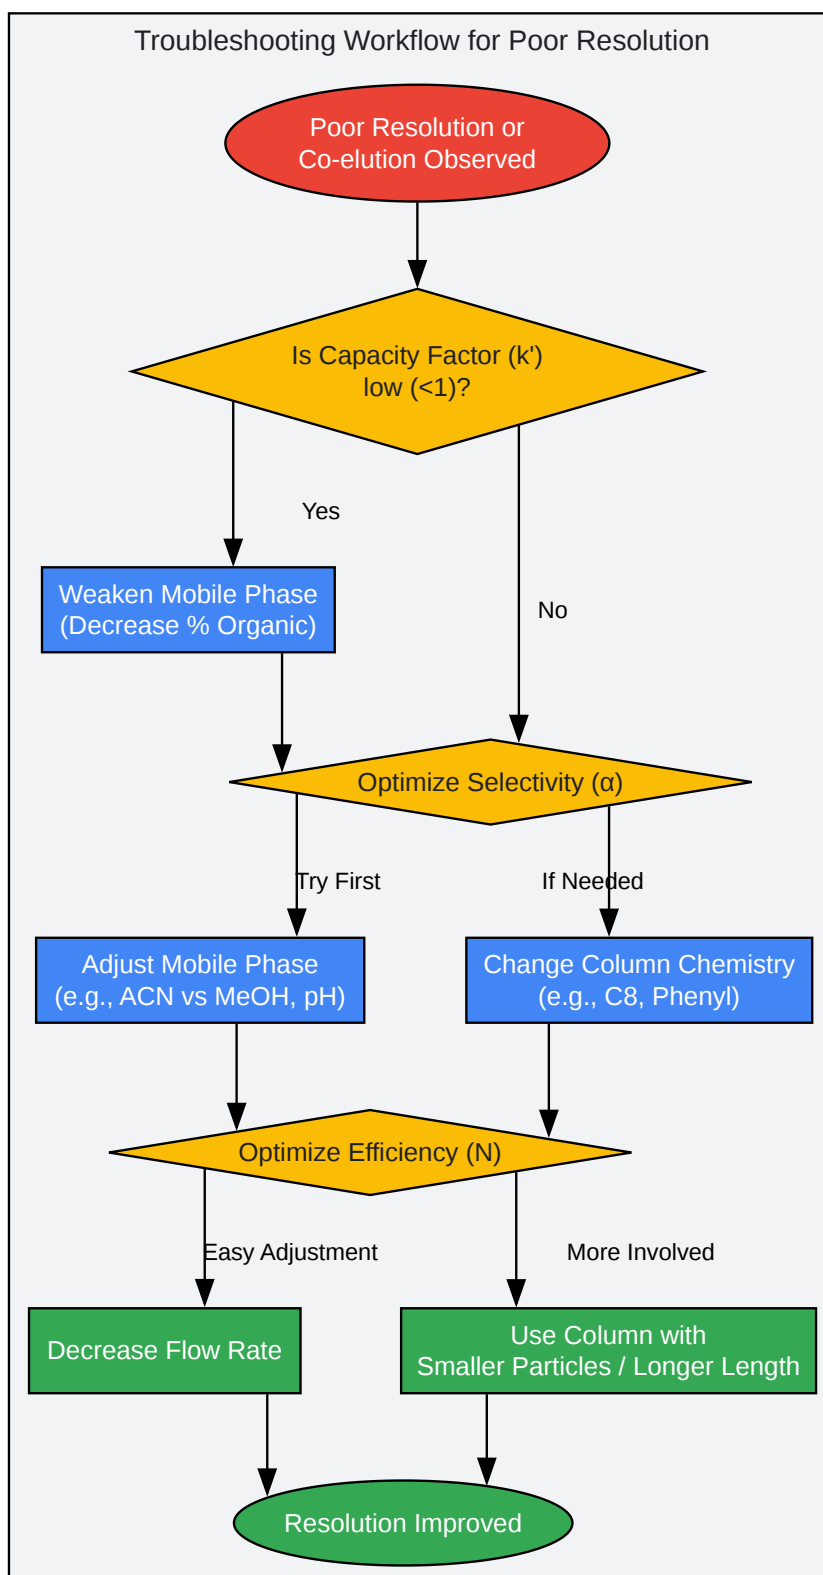 Troubleshooting Workflow for Poor Resolution
Poor Resolution or
Co-elution Observed
Is Capacity Factor (k')
low (<1)?
Yes
Weaken Mobile Phase
(Decrease % Organic)
No
Optimize Selectivity (α)
Try First
If Needed
Adjust Mobile Phase
(e.g., ACN vs MeOH, pH)
Change Column Chemistry
(e.g., C8, Phenyl)
Optimize Efficiency (N)
Easy Adjustment
More Involved
Decrease Flow Rate
Use Column with
Smaller Particles / Longer Length
Resolution Improved